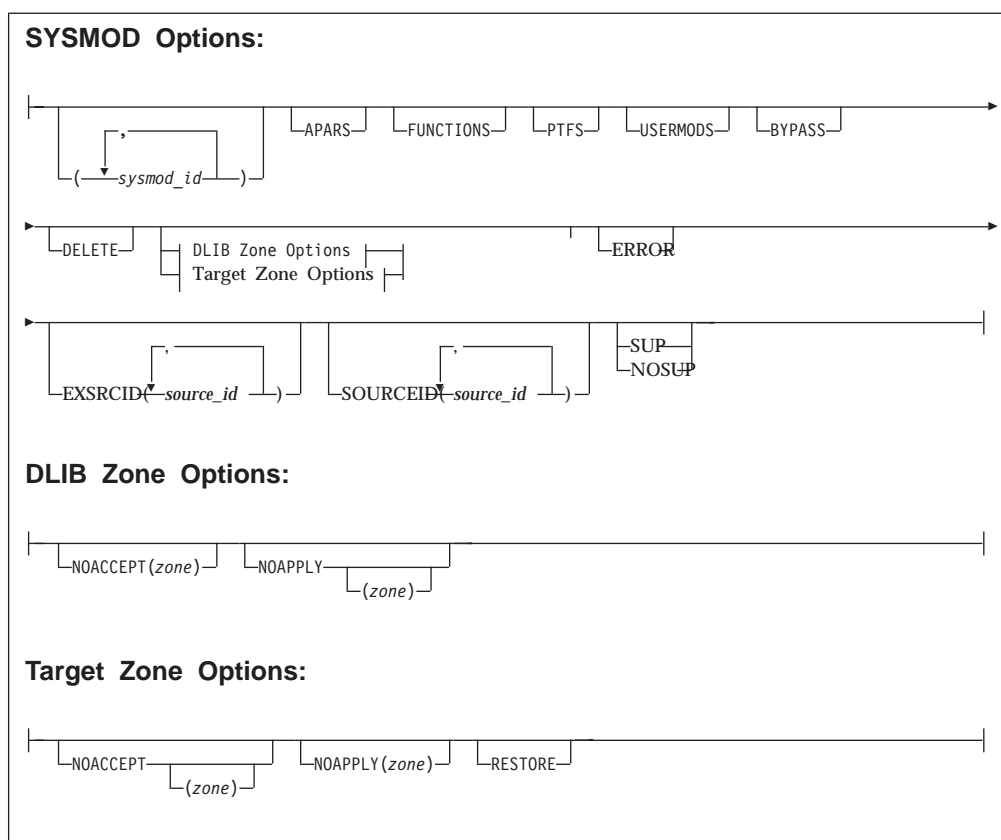 SYSMOD Options:
,
( sysmod_id )
APARS FUNCTIONS PTFS USERMODS BYPASS
DELETE DLIB Zone Options ERROR
Target Zone Options
, , SUP
NOSUP
EXSRCID( source_id ) SOURCEID( source_id )
DLIB Zone Options:
NOACCEPT(zone) NOAPPLY
(zone)
Target Zone Options:
NOACCEPT NOAPPLY(zone) RESTORE
(zone)